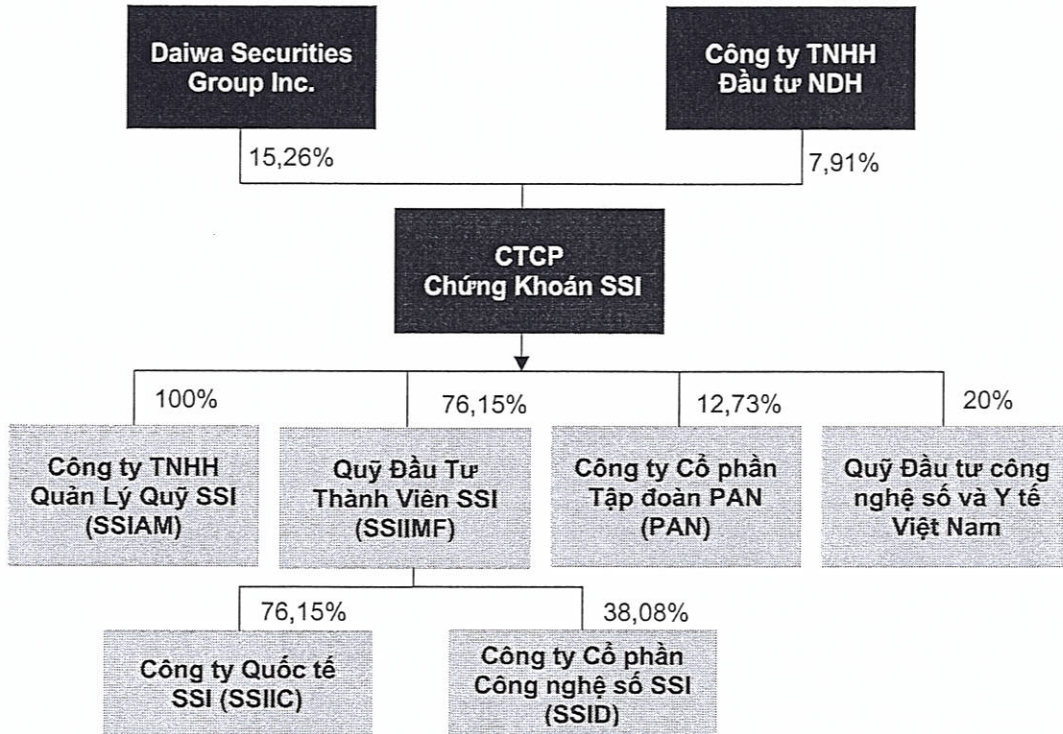 Daiwa Securities
Group Inc.
Công ty TNHH
Đầu tư NDH
15,26%
7,91%
CTCP
Chứng Khoán SSI
100%
76,15%
12,73%
20%
Công ty TNHH
Quản Lý Quỹ SSI
(SSIAM)
Quỹ Đầu Tư
Thành Viên SSI
(SSIIMF)
Công ty Cổ phần
Tập đoàn PAN
(PAN)
Quỹ Đầu tư công
nghệ số và Y tế
Việt Nam
76,15%
38,08%
Công ty Quốc tế
SSI (SSIIC)
Công ty Cổ phần
Công nghệ số SSI
(SSID)